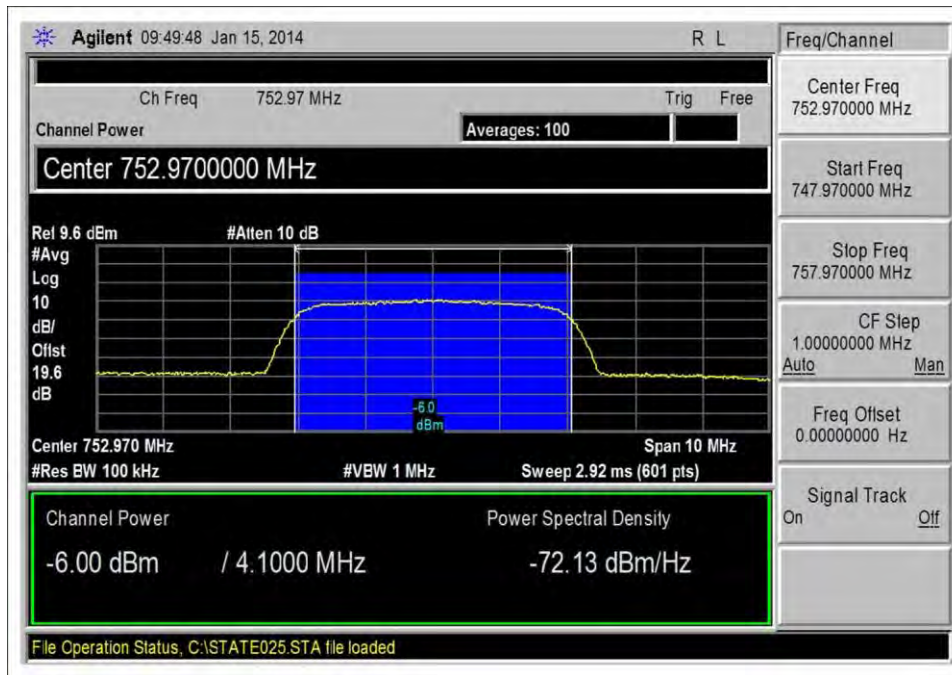 Agilent 09:49:48 Jan 15, 2014 R L
Freq/Channel
Ch Freq 752.97 MHz Trig Free
Channel Power Averages: 100
Center 752.9700000 MHz
Ref 9.6 dBm #Atten 10 dB
#Avg
Log
10
dB/
Offst
19.6
dB
-6.0
dBm
Center 752.970 MHz Span 10 MHz
#Res BW 100 kHz #VBW 1 MHz Sweep 2.92 ms (601 pts)
Channel Power Power Spectral Density
-6.00 dBm / 4.1000 MHz -72.13 dBm/Hz
File Operation Status, C:\STATE025.STA file loaded
Center Freq
752.970000 MHz
Start Freq
747.970000 MHz
Stop Freq
757.970000 MHz
CF Step
1.00000000 MHz
Auto Man
Freq Offset
0.00000000 Hz
Signal Track
On Off